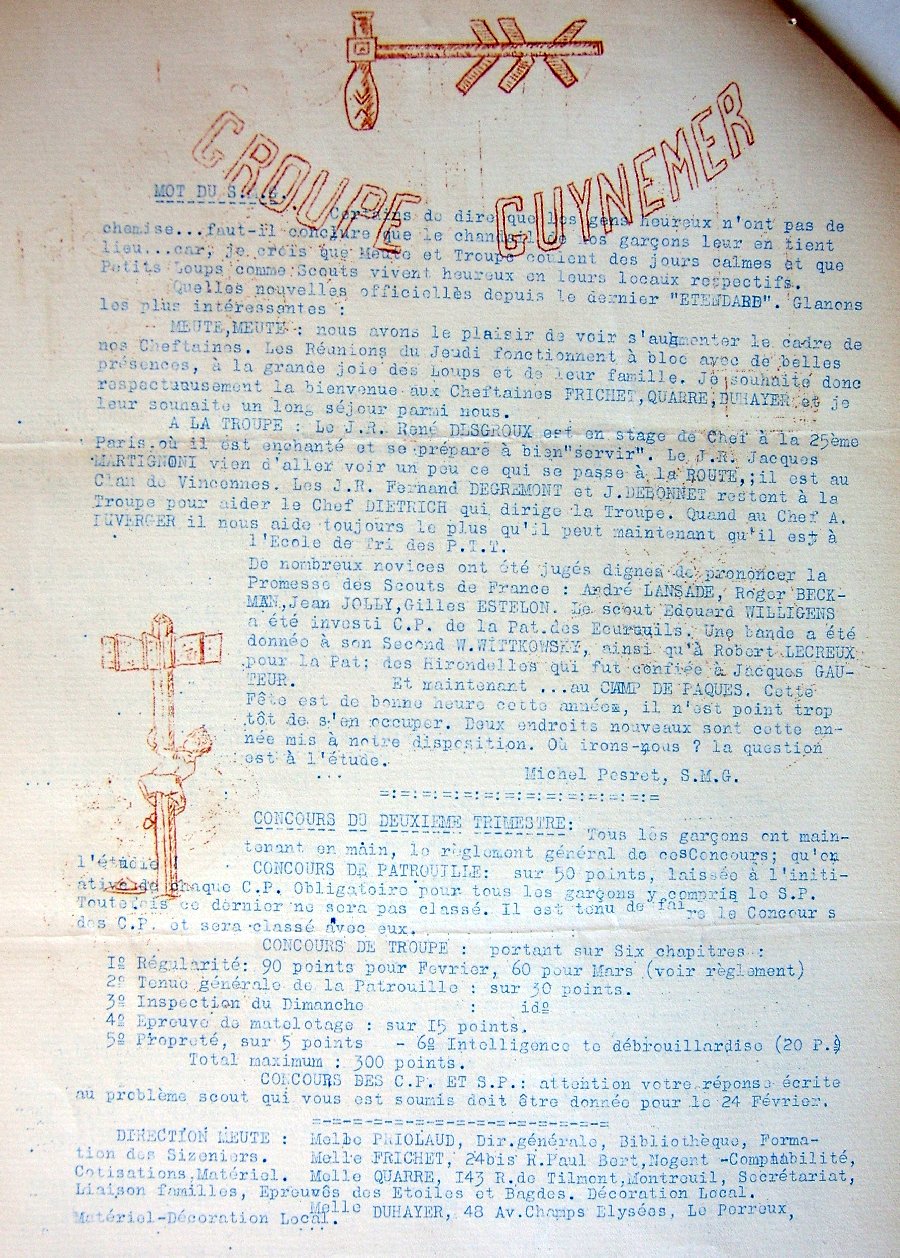 GROUPE GUYNEMER
MOT DU S.M.G.
Certains de dire que les gens heureux n'ont pas de
chemise...faut-il conclure que le chandail de nos garçons leur en tient
lieu...car, je crois que Meute et Troupe coulent des jours calmes et que
Petits Loups comme Scouts vivent heureux en leurs locaux respectifs.
Quelles nouvelles officielles depuis le dernier "ETENDARD". Glanons
les plus intéressantes :
MEUTE,MEUTE : nous avons le plaisir de voir s'augmenter le cadre de
nos Cheftaines. Les Réunions du Jeudi fonctionnent à bloc avec de belles
présences, à la grande joie des Loups et de leur famille. Je souhaite donc
respectuuusement la bienvenue aux Cheftaines FRICHET,QUARRE,DUHAYER et je
leur souhaite un long séjour parmi nous.
A LA TROUPE : Le J.R. René DESGROUX est en stage de Chef à la 25ème
Paris.où il est enchanté et se prépare à bien"servir". Le J.R. Jacques
MARTIGNONI vien d'aller voir un peu ce qui se passe à la ROUTE,;il est au
Clan de Vincennes. Les J.R. Fernand DEGREMONT et J.DEBONNET restent à la
Troupe pour aider le Chef DIETRICH qui dirige la Troupe. Quand au Chef A.
DUVERGER il nous aide toujours le plus qu'il peut maintenant qu'il est à
l'Ecole de Tri des P.T.T.
De nombreux novices ont été jugés dignes de prononcer la
Promesse des Scouts de France : André LANSADE, Roger BECK-
MAN,Jean JOLLY,Gilles ESTELON. Le scout Edouard WILLIGENS
a été investi C.P. de la Pat.des Ecureuils. Une bande a été
donnée à son Second W.WITTKOWSKY, ainsi qu'à Robert LECREUX
pour la Pat; des Hirondelles qui fut confiée à Jacques GAU-
TEUR. Et maintenant ...au CAMP DE PAQUES. Cette
Fête est de bonne heure cette année, il n'est point trop
tôt de s'en occuper. Deux endroits nouveaux sont cette an-
née mis à notre disposition. Où irons-nous ? la question
est à l'étude.
... Michel Pesret, S.M.G.
=:=:=:=:=:=:=:=:=:=:=:=:=:=
CONCOURS DU DEUXIEME TRIMESTRE:
Tous les garçons ont main-
tenant en main, le règlement général de cesConcours; qu'on
l'étudie !
CONCOURS DE PATROUILLE: sur 50 points, laissée à l'initi-
ative de chaque C.P. Obligatoire pour tous les garçons y compris le S.P.
Toutefois ce dernier ne sera pas classé. Il est tenu de faire le Concour s
des C.P. et sera classé avec eux.
CONCOURS DE TROUPE : portant sur Six chapitres :
1º Régularité: 90 points pour Fevrier, 60 pour Mars (voir règlement)
2º Tenue générale de la Patrouille : sur 30 points.
3º Inspection du Dimanche : idº
4º Epreuve de matelotage : sur 15 points.
5º Propreté, sur 5 points - 6º Intelligence te débrouillardise (20 P.)
Total maximum : 300 points.
CONCOURS DES C.P. ET S.P.: attention votre réponse écrite
au problème scout qui vous est soumis doit être donnée pour le 24 Février.
=-=-=-=-=-=-=-=-=-=-=-=-=
DIRECTION MEUTE : Melle PRIOLAUD, Dir.générale, Bibliothèque, Forma-
tion des Sizeniers. Melle FRICHET, 24bis R.Paul Bert,Nogent -Comptabilité,
Cotisations,Matériel. Melle QUARRE, 143 R.de Tilmont,Montreuil, Secrétariat,
Liaison familles, Epreuves des Etoiles et Bagdes. Décoration Local.
Melle DUHAYER, 48 Av.Champs Elysées, Le Perreux,
Matériel-Décoration Local.